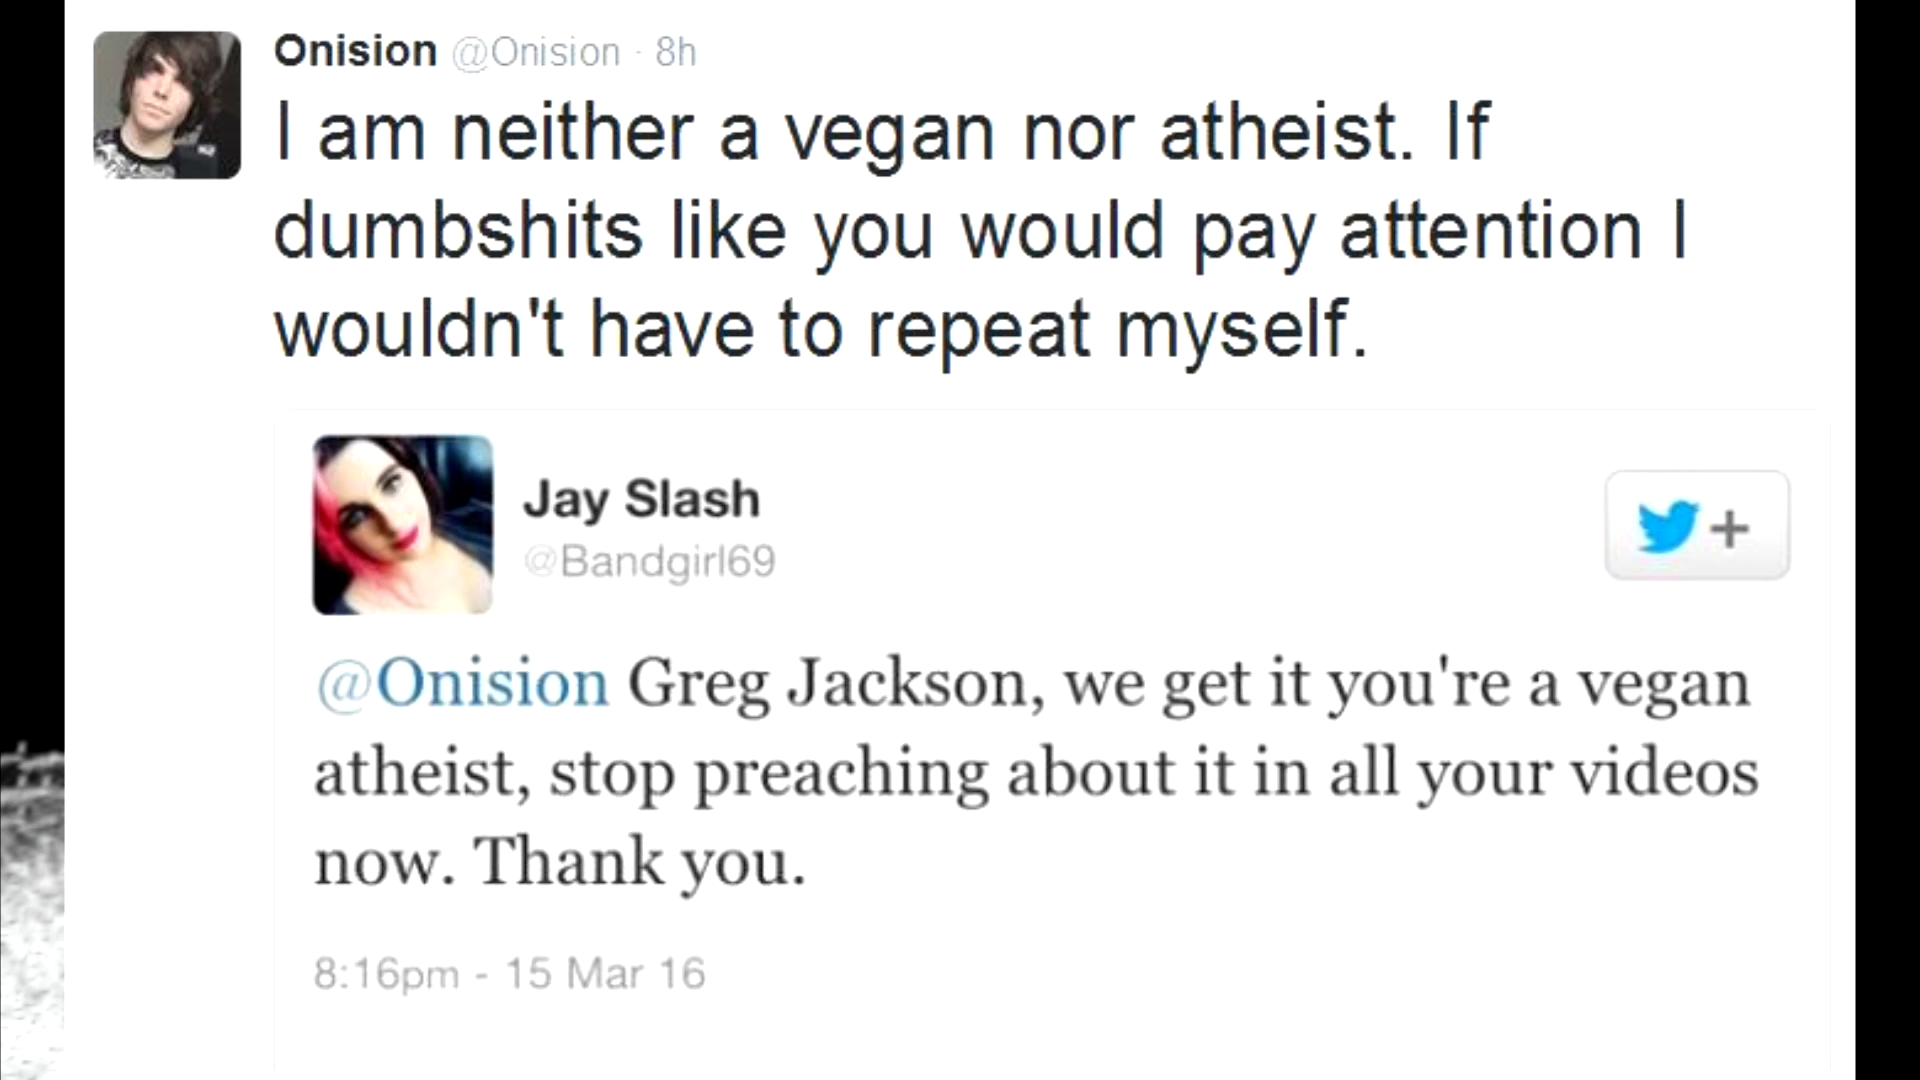 Onision @Onision · 8h
I am neither a vegan nor atheist. If
dumbshits like you would pay attention I
wouldn't have to repeat myself.
Jay Slash
@Bandgirl69
+
@Onision Greg Jackson, we get it you're a vegan
atheist, stop preaching about it in all your videos
now. Thank you.
8:16pm - 15 Mar 16